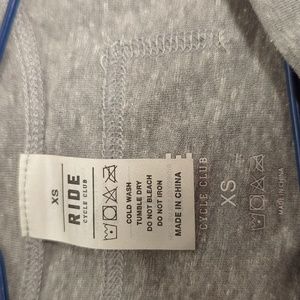 XS
RIDE
CYCLE CLUB
COLD WASH
TUMBLE DRY
DO NOT BLEACH
DO NOT IRON
MADE IN CHINA
CYCLE CLUB
XS